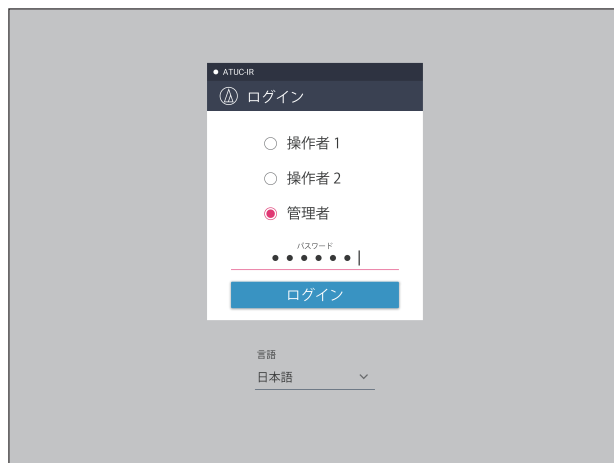 ATUC-IR
ログイン
操作者 1
操作者 2
管理者
パスワード
●●●●●●
ログイン
言語
日本語